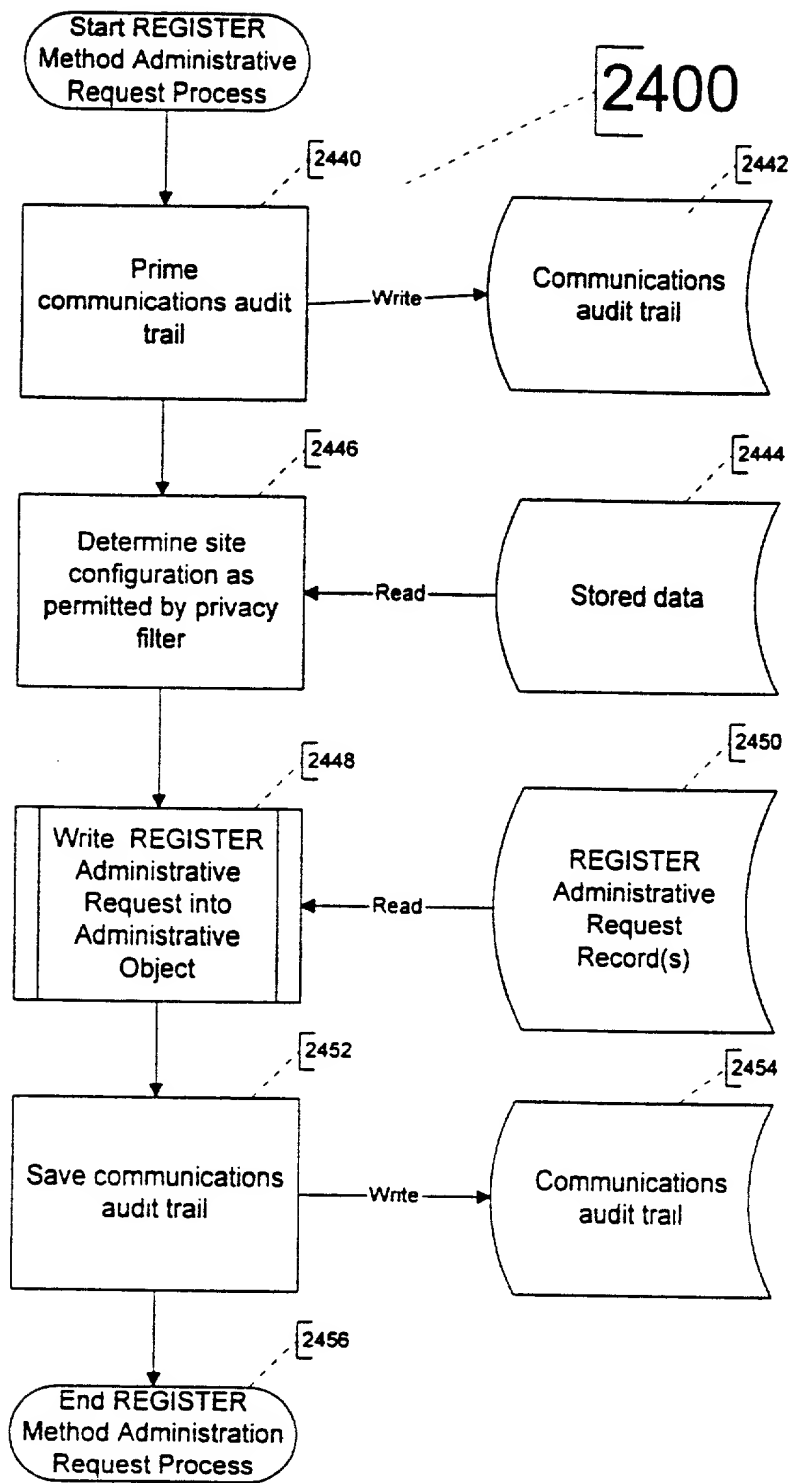 Start REGISTER
Method Administrative
Request Process
2400
2440
2442
Prime
communications audit
trail
Write
Communications
audit trail
2446
2444
Determine site
configuration as
permitted by privacy
filter
Read
Stored data
2448
2450
Write REGISTER
Administrative
Request into
Administrative
Object
Read
REGISTER
Administrative
Request
Record(s)
2452
2454
Save communications
audit trail
Write
Communications
audit trail
2456
End REGISTER
Method Administration
Request Process